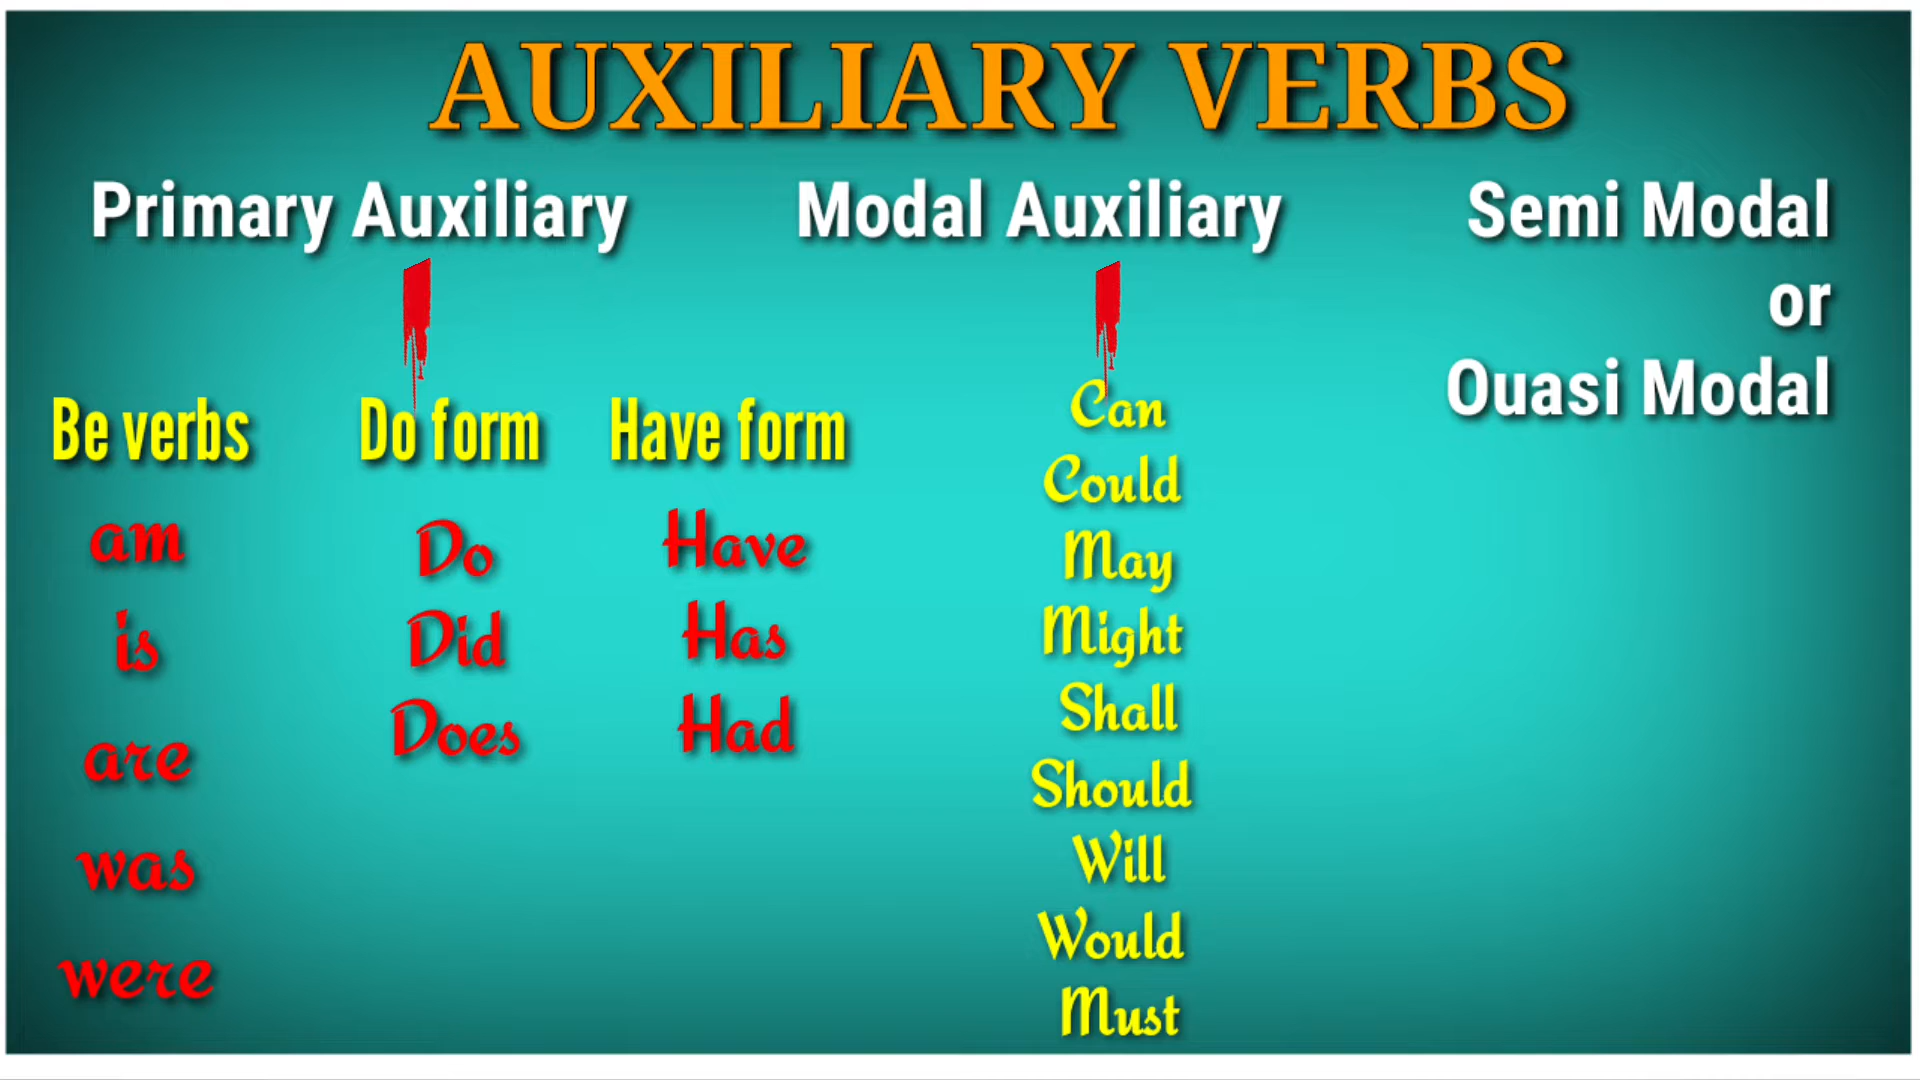 AUXILIARY VERBS
Primary Auxiliary
Modal Auxiliary
Semi Modal
or
Ouasi Modal
Be verbs
am
is
are
was
were
Do form
Do
Did
Does
Have form
Have
Has
Had
Can
Could
May
Might
Shall
Should
Will
Would
Must